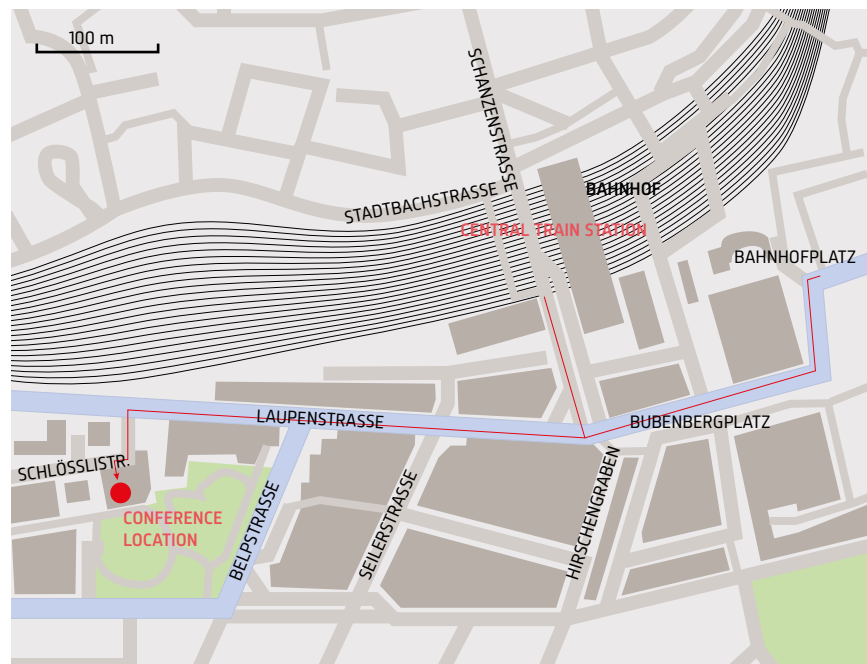 100 m
SCHANZENSTRASSE
STADTBACHSTRASSE
BAHNHOF
CENTRAL TRAIN STATION
BAHNHOFPLATZ
LAUPENSTRASSE
BUBENBERGPLATZ
SCHLÖSSLISTR.
CONFERENCE
LOCATION
BELPSTRASSE
SEILERSTRASSE
HIRSCHENGRABEN